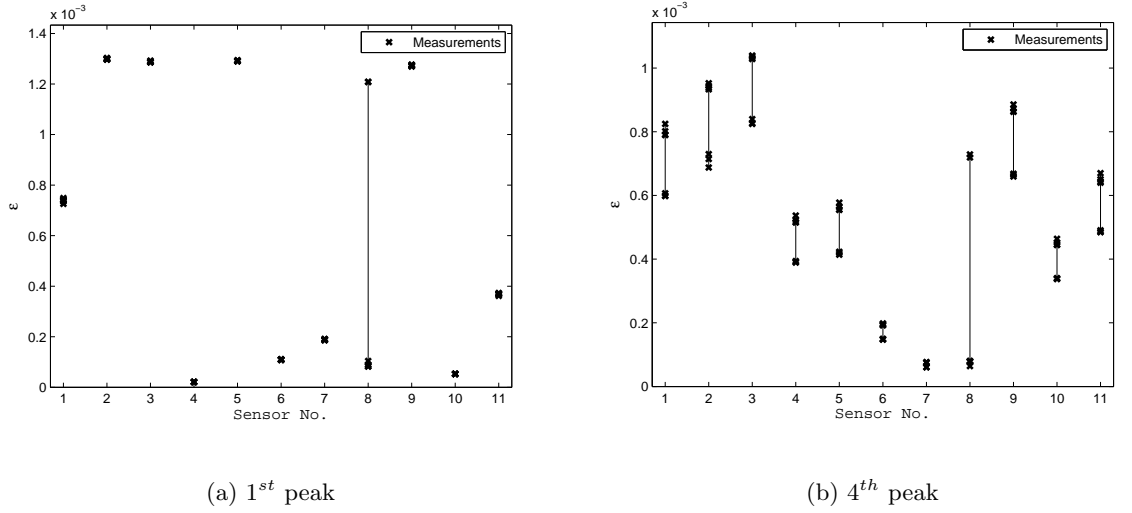 x 10⁻³
1.4
1.2
1
0.8
0.6
0.4
0.2
0
ε
1 2 3 4 5 6 7 8 9 10 11
Sensor No.
Measurements
(a) 1st peak
x 10⁻³
1
0.8
0.6
0.4
0.2
0
ε
1 2 3 4 5 6 7 8 9 10 11
Sensor No.
Measurements
(b) 4th peak